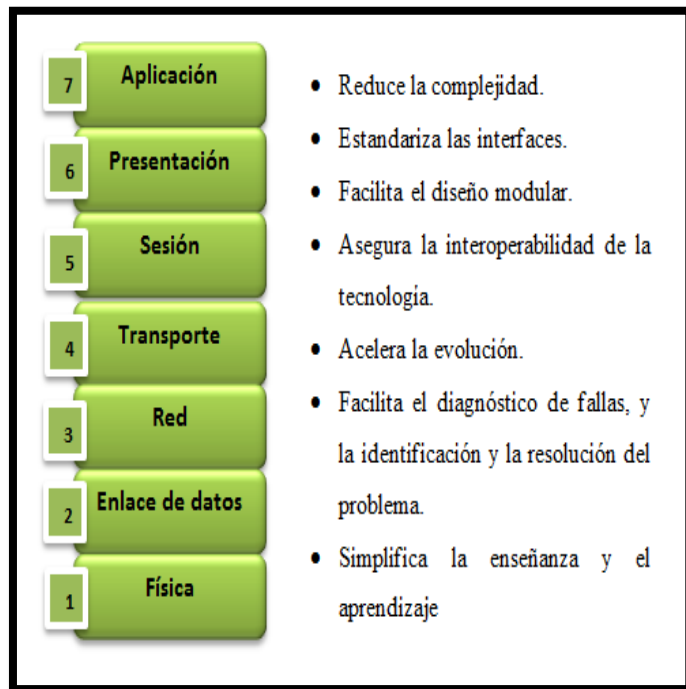 7 Aplicación
6 Presentación
5 Sesión
4 Transporte
3 Red
2 Enlace de datos
1 Física
• Reduce la complejidad.
• Estandariza las interfaces.
• Facilita el diseño modular.
• Asegura la interoperabilidad de la
tecnología.
• Acelera la evolución.
• Facilita el diagnóstico de fallas, y
la identificación y la resolución del
problema.
• Simplifica la enseñanza y el
aprendizaje